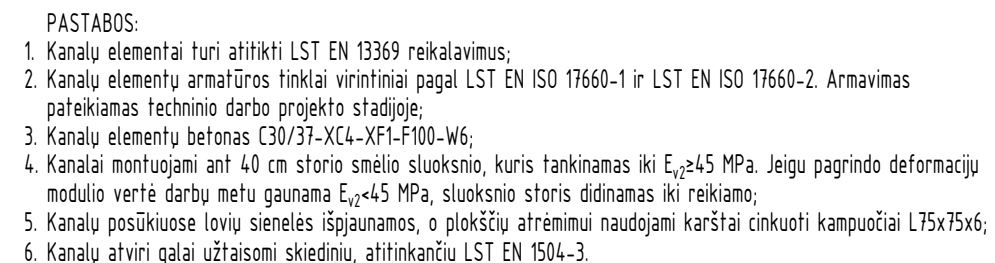 PASTABOS:
1. Kanalų elementai turi atitikti LST EN 13369 reikalavimus;
2. Kanalų elementų armatūros tinklai virintiniai pagal LST EN ISO 17660-1 ir LST EN ISO 17660-2. Armavimas
pateikiamas techninio darbo projekto stadijoje;
3. Kanalų elementų betonas C30/37-XC4-XF1-F100-W6;
4. Kanalai montuojami ant 40 cm storio smėlio sluoksnio, kuris tankinamas iki Ev2≥45 MPa. Jeigu pagrindo deformacijų
modulio vertė darbų metu gaunama Ev2<45 MPa, sluoksnio storis didinamas iki reikiamo;
5. Kanalų posūkiuose lovių sienelės išpjaunamos, o plokščių atrėmimui naudojami karštai cinkuoti kampuočiai L75x75x6;
6. Kanalų atviri galai užtaisomi skiediniu, atitinkančiu LST EN 1504-3.